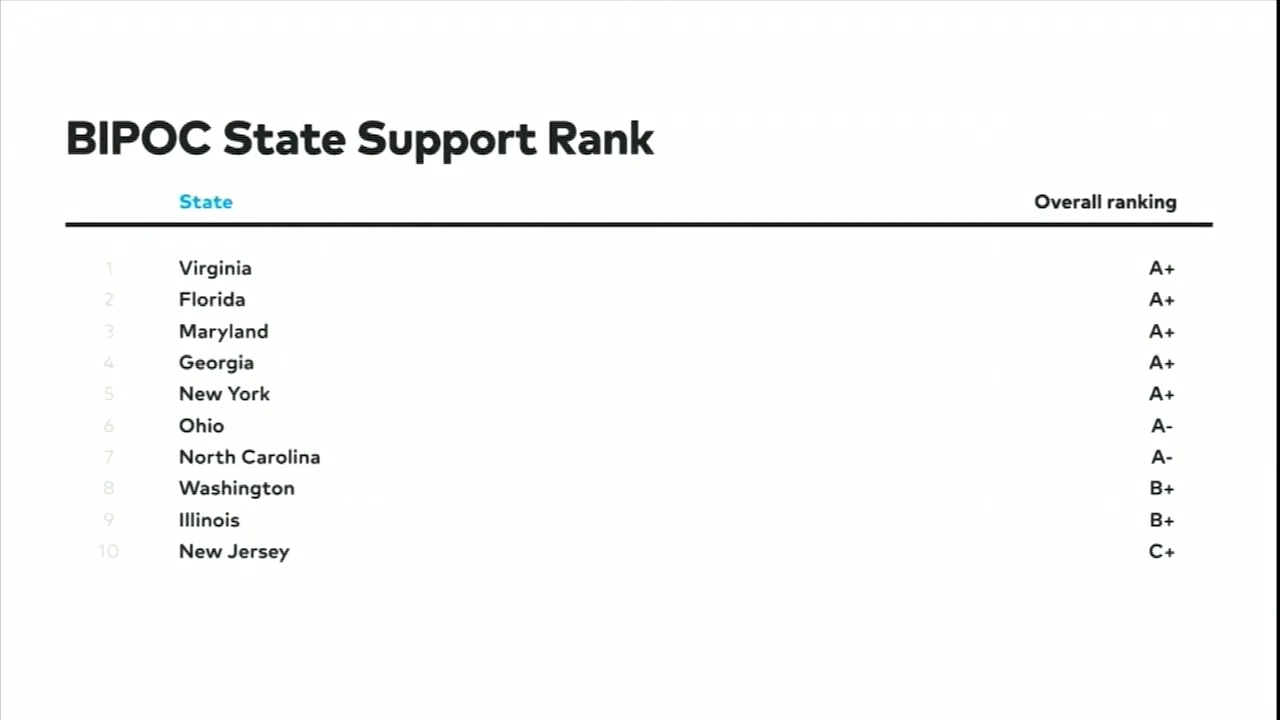 BIPOC State Support Rank
State Overall ranking
1 Virginia A+
2 Florida A+
3 Maryland A+
4 Georgia A+
5 New York A+
6 Ohio A-
7 North Carolina A-
8 Washington B+
9 Illinois B+
10 New Jersey C+